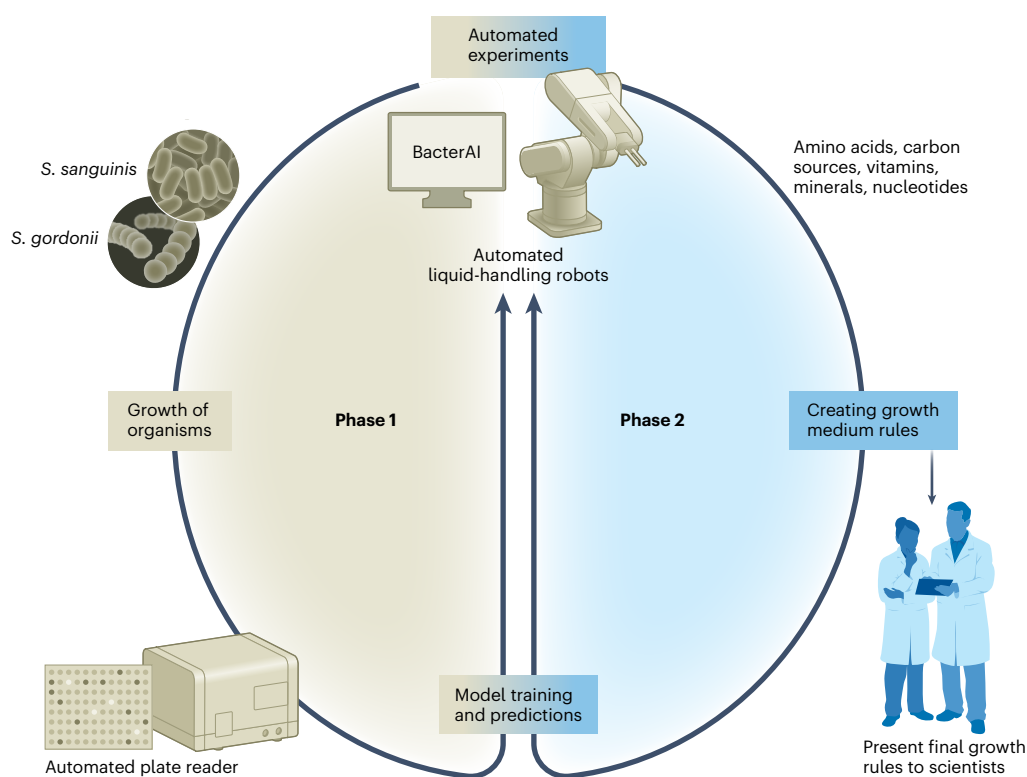 Automated
experiments
BacterAI
S. sanguinis
S. gordonii
Amino acids, carbon
sources, vitamins,
minerals, nucleotides
Automated
liquid-handling robots
Growth of
organisms
Phase 1
Phase 2
Creating growth
medium rules
Model training
and predictions
Automated plate reader
Present final growth
rules to scientists